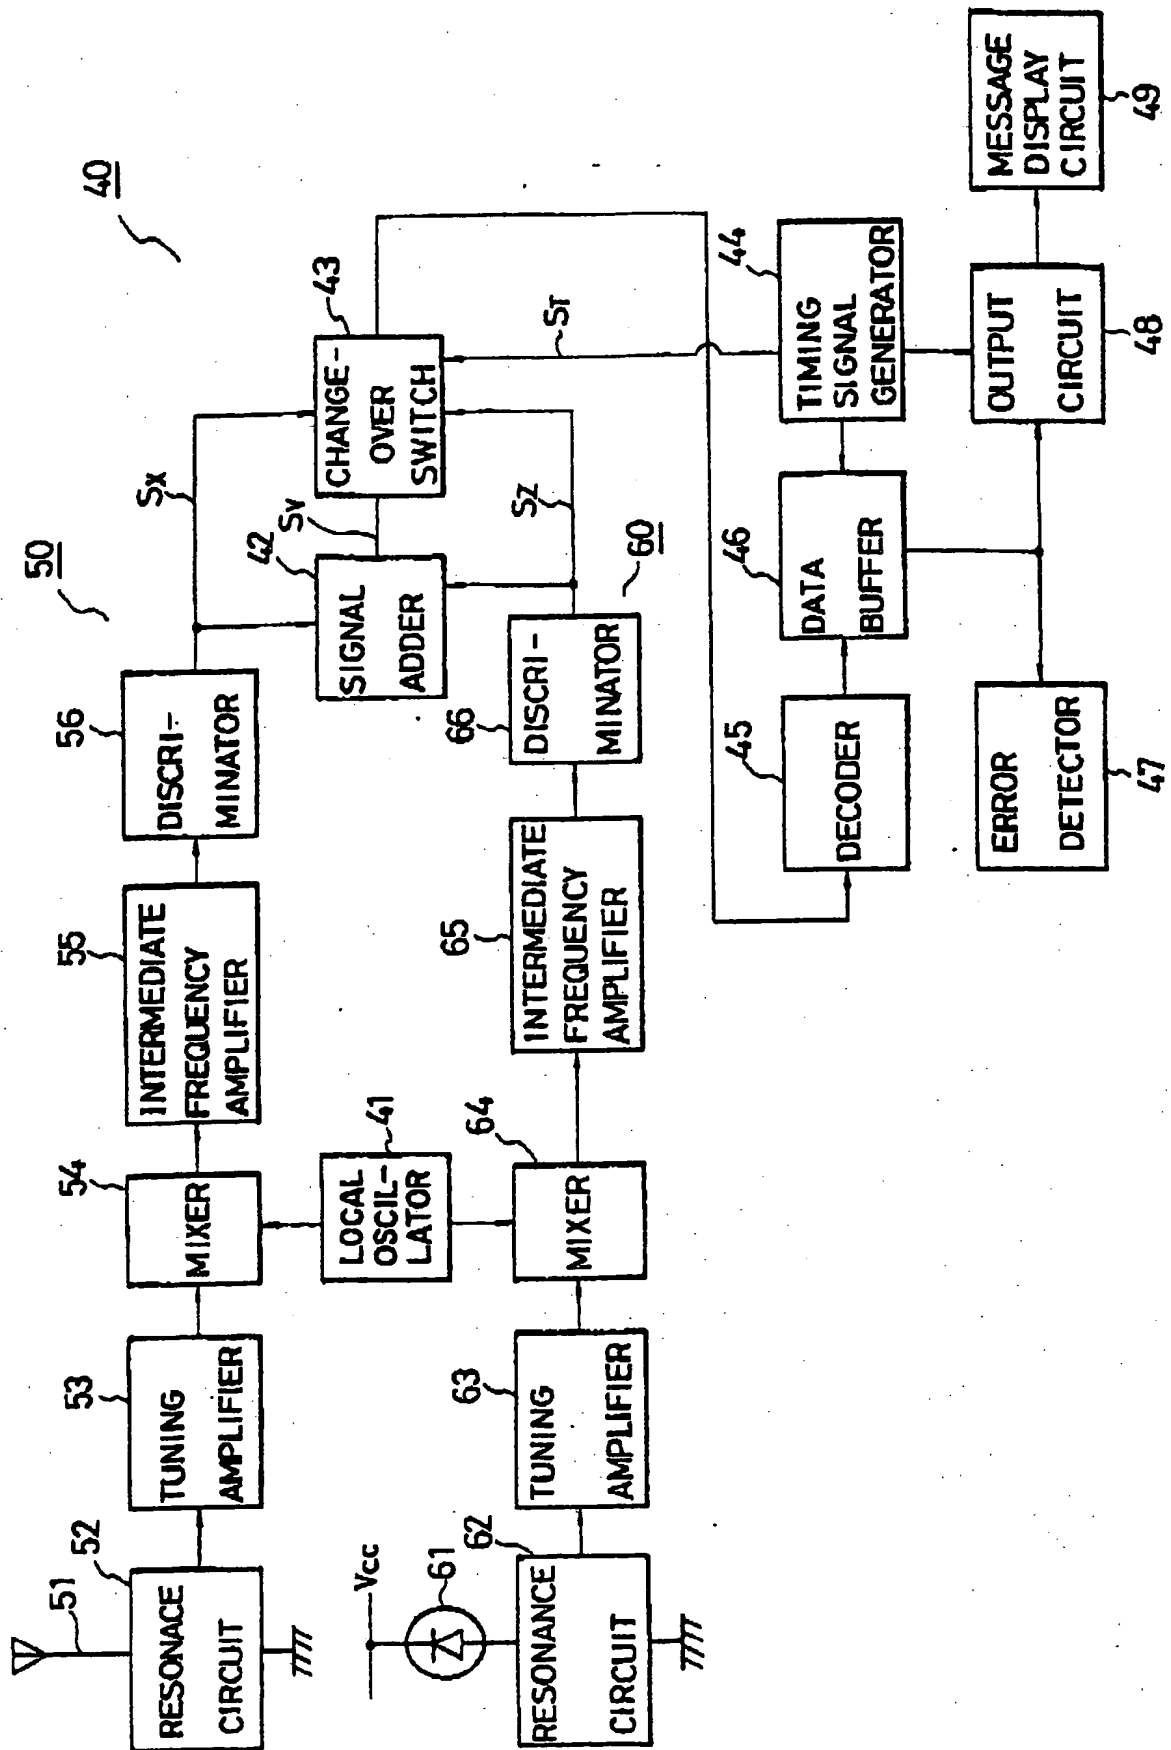 40
50
51
52
RESONACE
CIRCUIT
53
TUNING
AMPLIFIER
54
MIXER
55
INTERMEDIATE
FREQUENCY
AMPLIFIER
56
DISCRI-
MINATOR
Sx
41
LOCAL
OSCIL-
LATOR
42
SIGNAL
ADDER
Sv
43
CHANGE-
OVER
SWITCH
Vcc
61
62
RESONANCE
CIRCUIT
63
TUNING
AMPLIFIER
64
MIXER
65
INTERMEDIATE
FREQUENCY
AMPLIFIER
66
DISCRI-
MINATOR
60
Sz
ST
45
DECODER
46
DATA
BUFFER
44
TIMING
SIGNAL
GENERATOR
ERROR
DETECTOR
47
OUTPUT
CIRCUIT
48
MESSAGE
DISPLAY
CIRCUIT
49